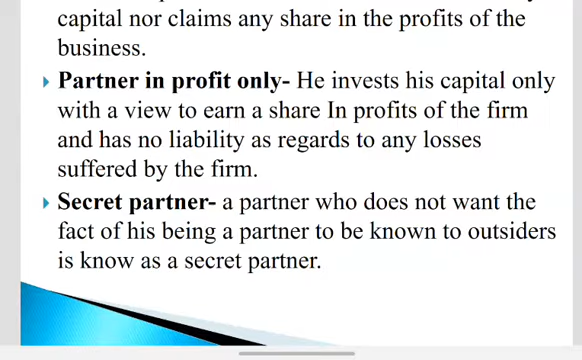 capital nor claims any share in the profits of the
business.
Partner in profit only- He invests his capital only
with a view to earn a share In profits of the firm
and has no liability as regards to any losses
suffered by the firm.
Secret partner- a partner who does not want the
fact of his being a partner to be known to outsiders
is know as a secret partner.